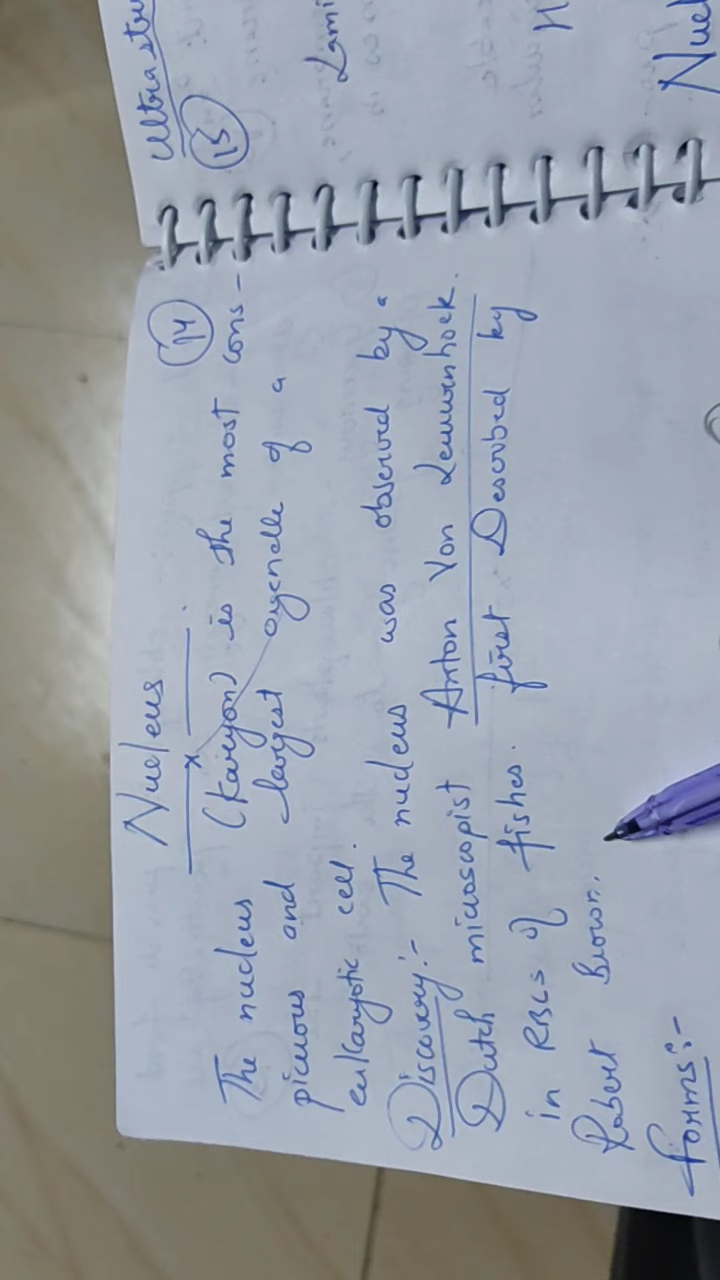 Nucleus
(14)
The nucleus (Karyon) is the most cons-
picuous and largest organelle of a
eukaryotic cell.
Discovery:- The nucleus was observed by a
Dutch microscopist Anton Von Leeuwenhoek.
in RBCs of fishes. first Described by
Robert Brown.
Forms:-
Ultrastru
(15)
Lami
Nucl